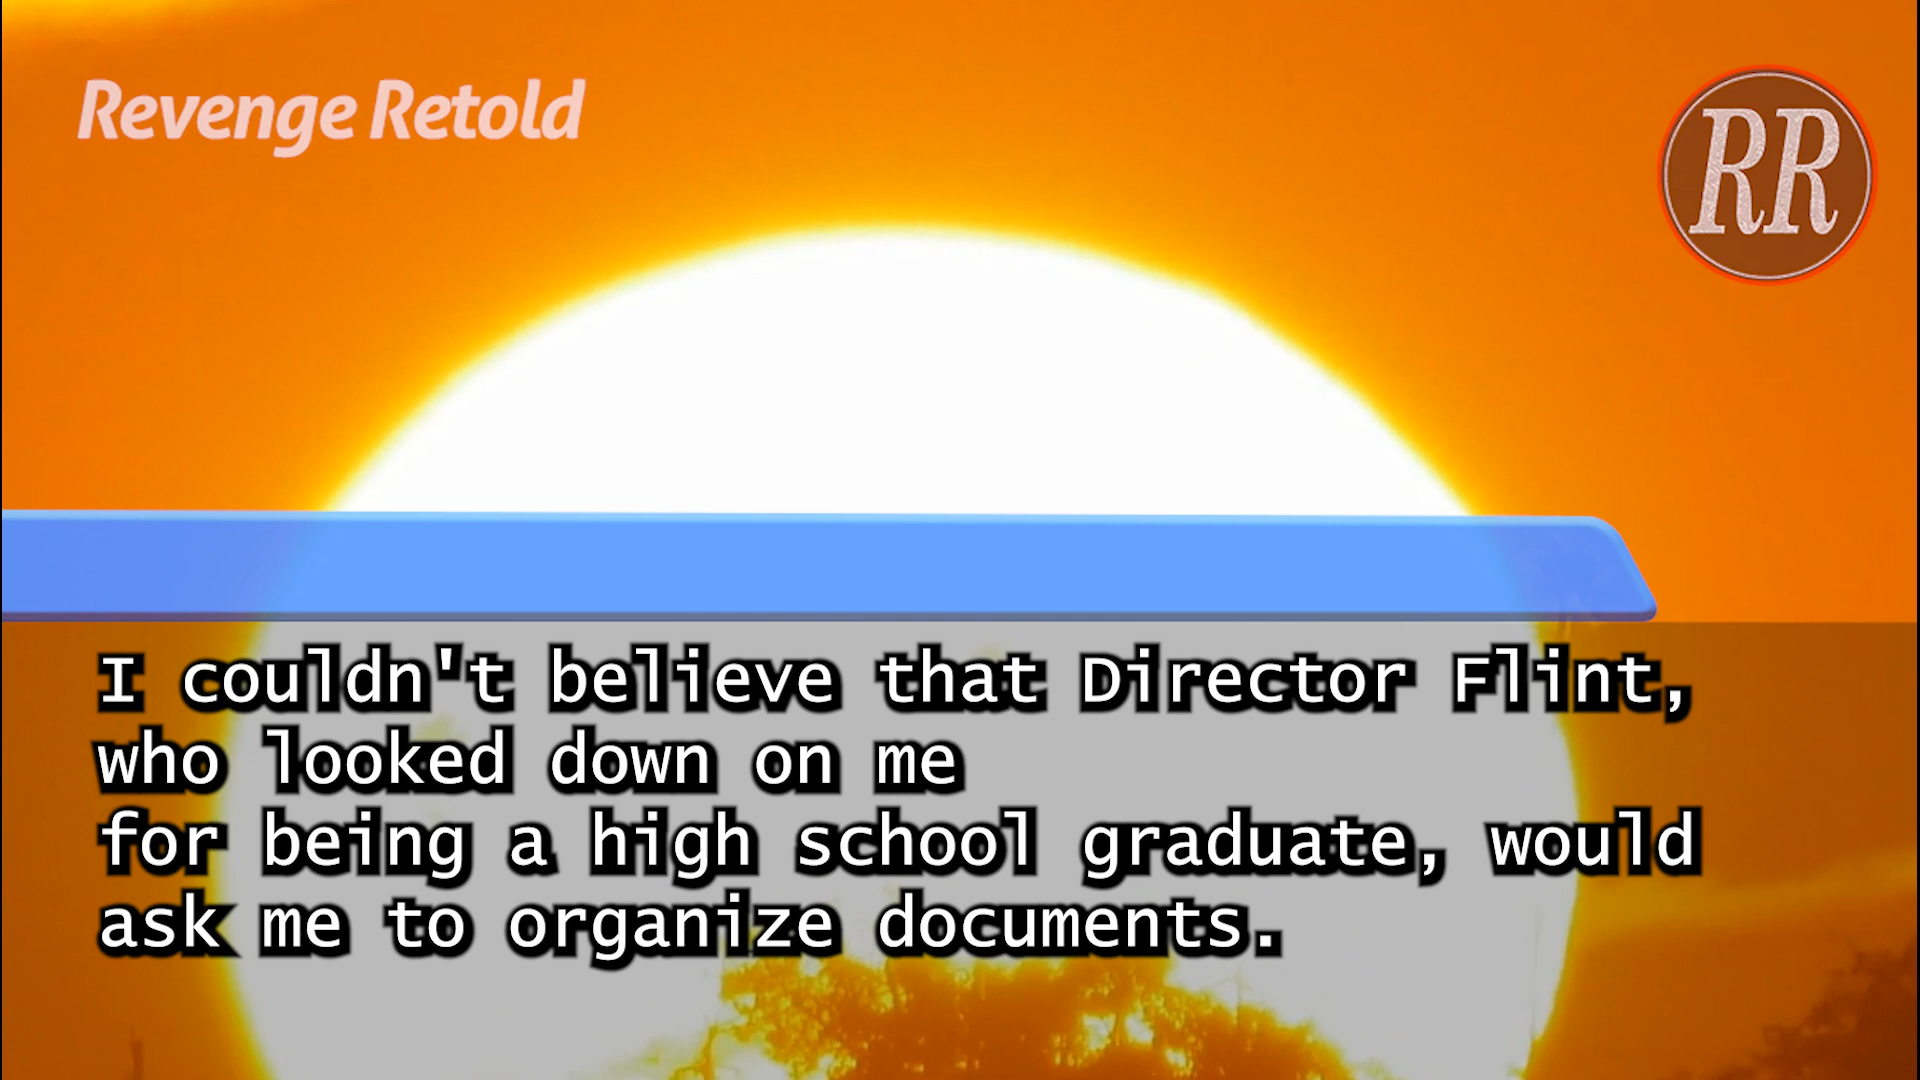 Revenge Retold
RR
I couldn't believe that Director Flint,
who looked down on me
for being a high school graduate, would
ask me to organize documents.